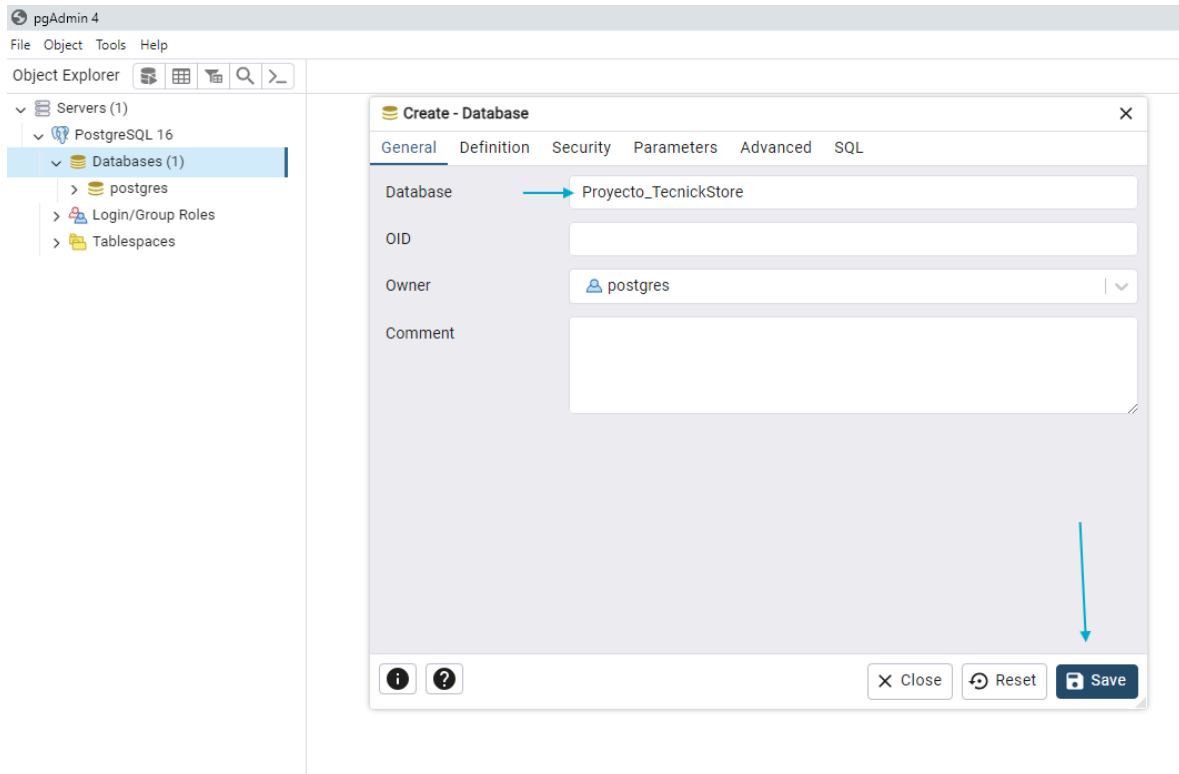 pgAdmin 4
File Object Tools Help
Object Explorer
Servers (1)
PostgreSQL 16
Databases (1)
postgres
Login/Group Roles
Tablespaces
Create - Database
General Definition Security Parameters Advanced SQL
Database Proyecto_TecnickStore
OID
Owner postgres
Comment
Close Reset Save